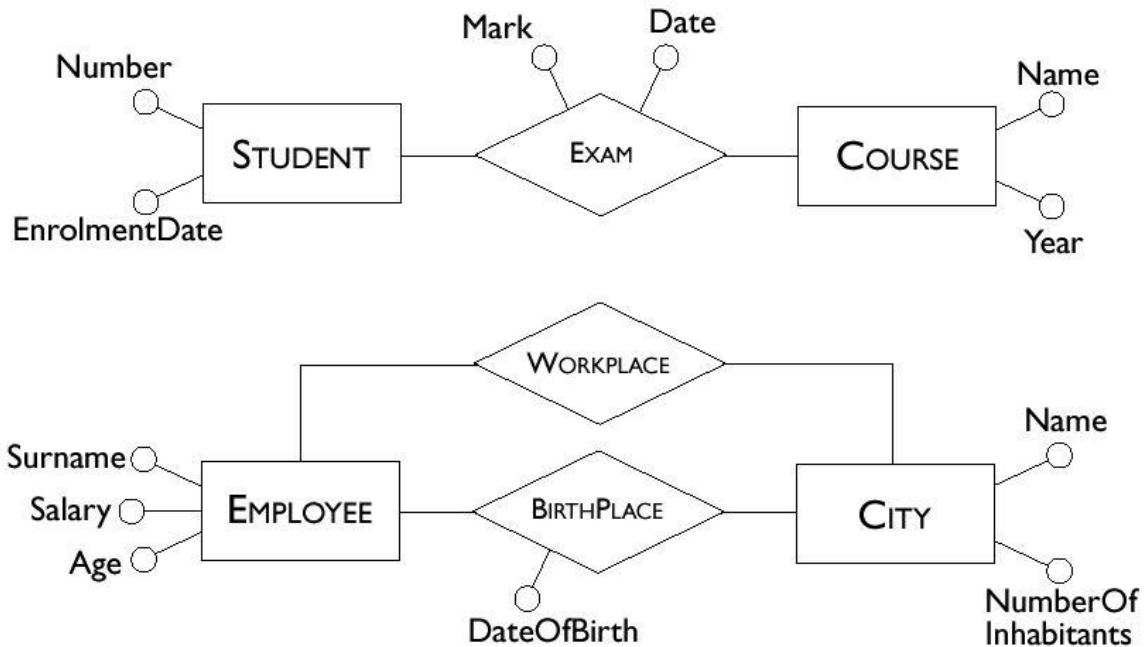 Mark
Date
Number
Name
STUDENT
EXAM
COURSE
EnrolmentDate
Year
WORKPLACE
Name
Surname
Salary
EMPLOYEE
BIRTHPLACE
CITY
Age
DateOfBirth
NumberOf
Inhabitants